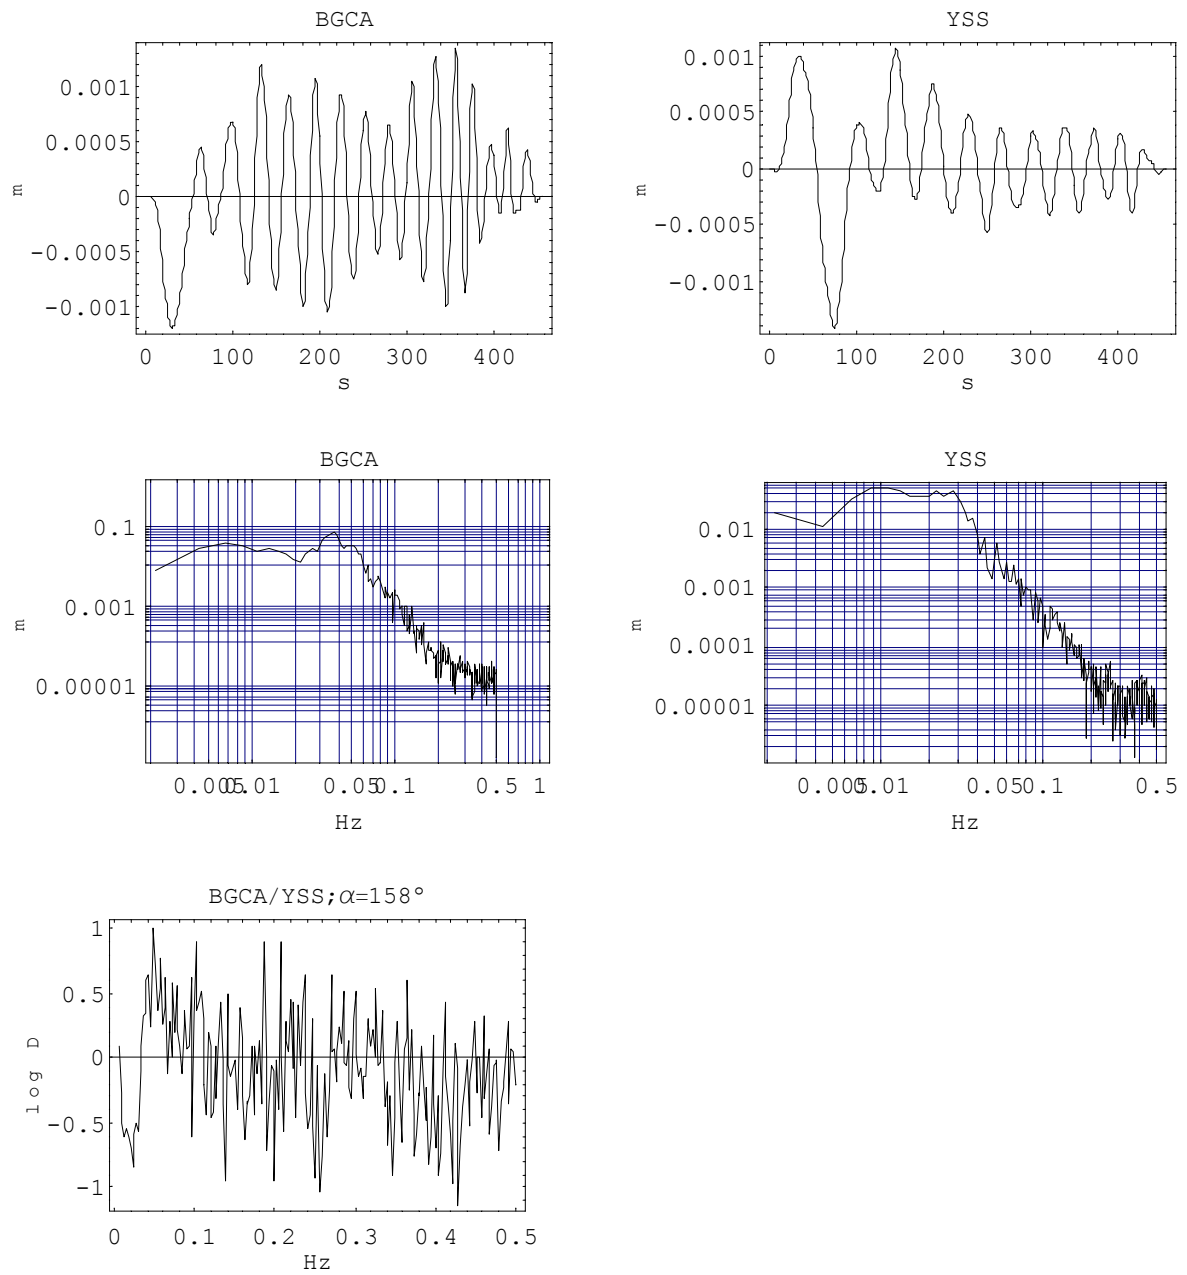 BGCA
YSS
0.001
0.0005
0
-0.0005
-0.001
m
0 100 200 300 400
s
0.001
0.0005
0
-0.0005
-0.001
m
0 100 200 300 400
s
BGCA
YSS
0.1
0.001
0.00001
m
0.005 0.01 0.05 0.1 0.5 1
Hz
0.01
0.001
0.0001
0.00001
m
0.005 0.01 0.05 0.1 0.5
Hz
BGCA/YSS;α=158°
1
0.5
0
-0.5
-1
log D
0 0.1 0.2 0.3 0.4 0.5
Hz